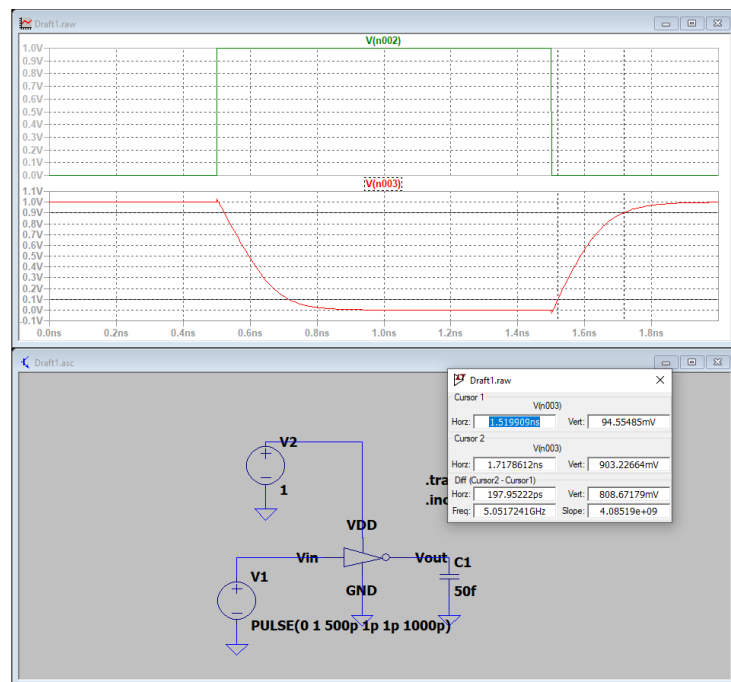 Draft1.raw
V(n002)
1.0V
0.9V
0.8V
0.7V
0.6V
0.5V
0.4V
0.3V
0.2V
0.1V
0.0V
V(n003)
1.1V
1.0V
0.9V
0.8V
0.7V
0.6V
0.5V
0.4V
0.3V
0.2V
0.1V
0.0V
-0.1V
0.0ns 0.2ns 0.4ns 0.6ns 0.8ns 1.0ns 1.2ns 1.4ns 1.6ns 1.8ns
Draft1.asc
V2
1
.tra
.inc
VDD
Vin
Vout
C1
50f
GND
V1
PULSE(0 1 500p 1p 1p 1000p)
Draft1.raw
Cursor 1
V(n003)
Horz: 1.519909ns Vert: 94.55485mV
Cursor 2
V(n003)
Horz: 1.7178612ns Vert: 903.22664mV
Diff (Cursor2 - Cursor1)
Horz: 197.95222ps Vert: 808.67179mV
Freq: 5.0517241GHz Slope: 4.08519e+09